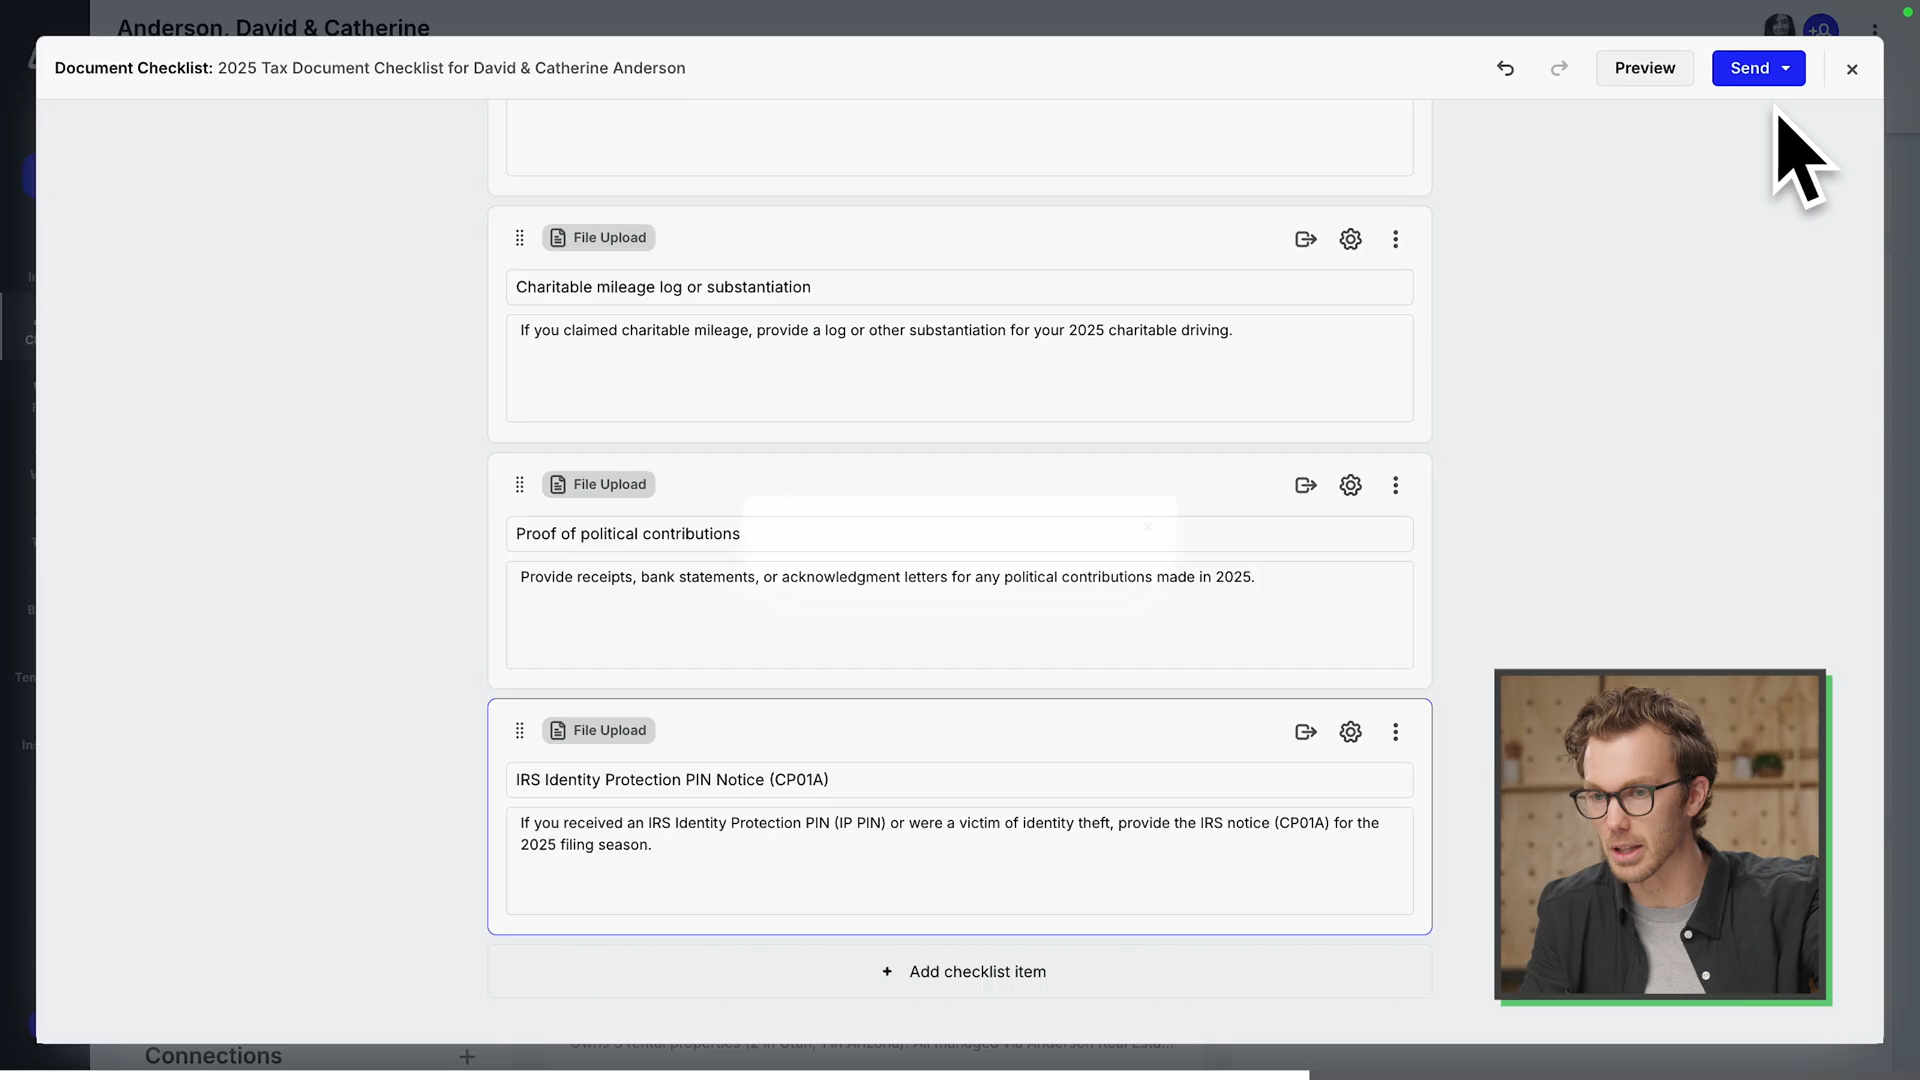 Anderson, David & Catherine
Document Checklist: 2025 Tax Document Checklist for David & Catherine Anderson
Preview
Send
File Upload
Charitable mileage log or substantiation
If you claimed charitable mileage, provide a log or other substantiation for your 2025 charitable driving.
File Upload
Proof of political contributions
Provide receipts, bank statements, or acknowledgment letters for any political contributions made in 2025.
File Upload
IRS Identity Protection PIN Notice (CP01A)
If you received an IRS Identity Protection PIN (IP PIN) or were a victim of identity theft, provide the IRS notice (CP01A) for the
2025 filing season.
+ Add checklist item
Connections +